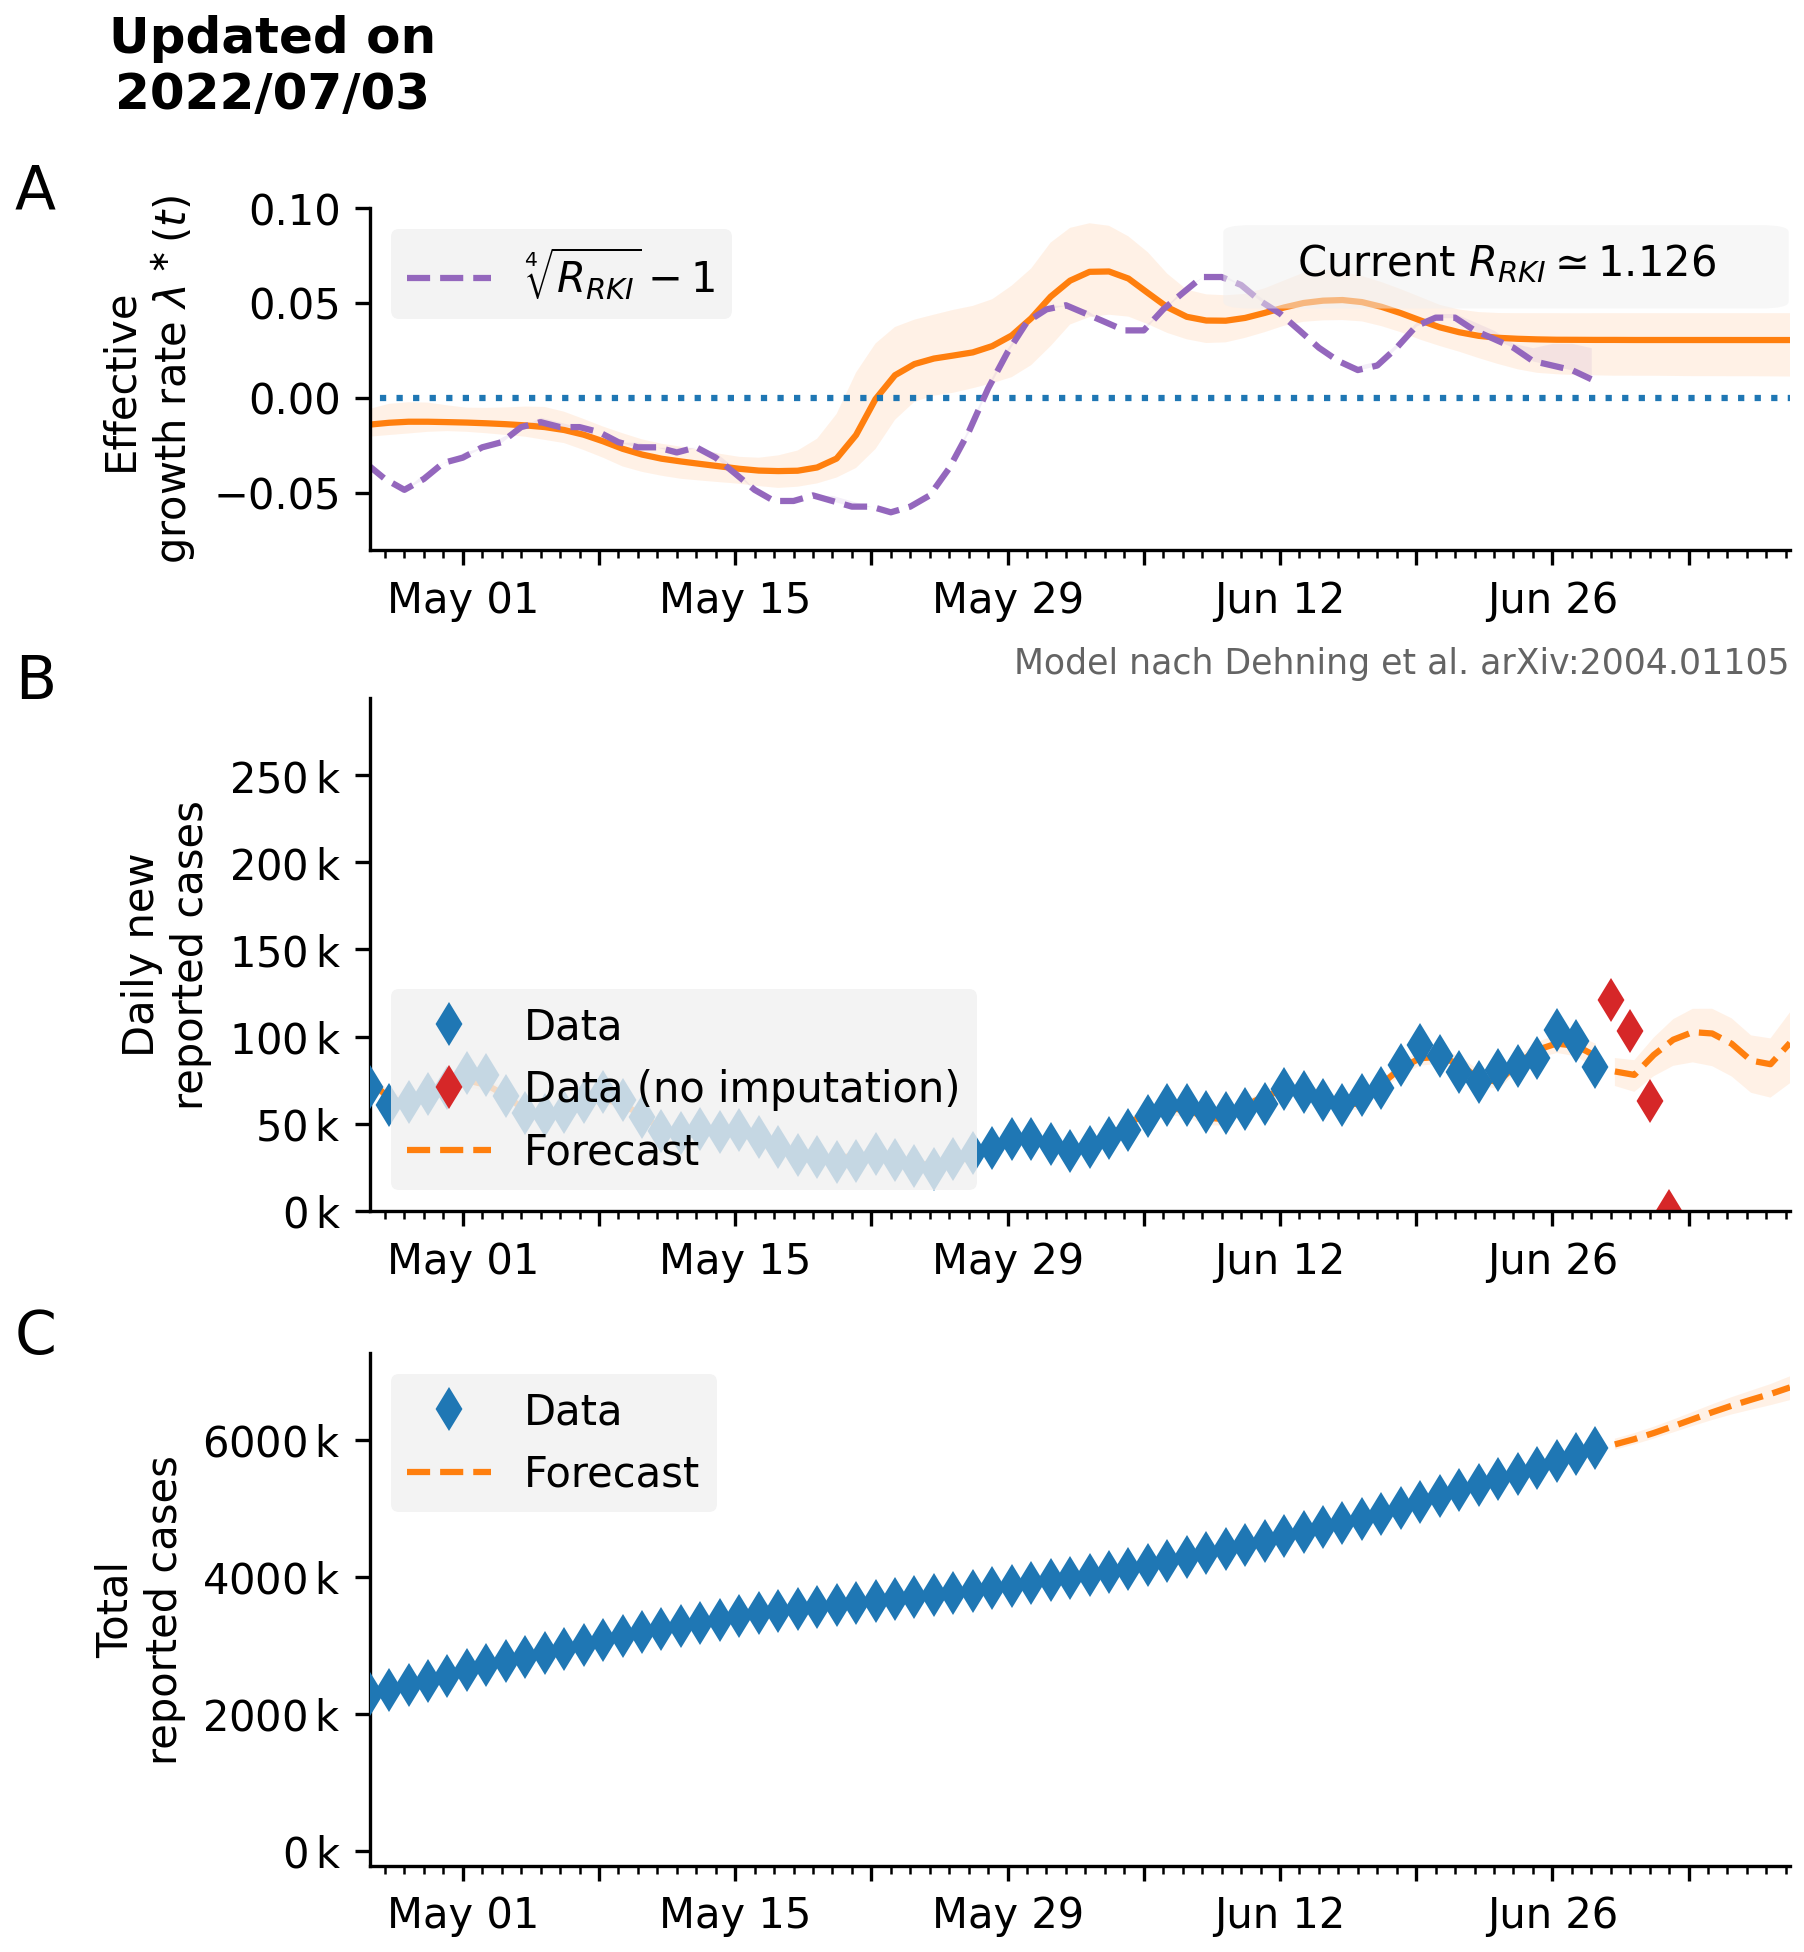 Updated on
2022/07/03
A
Effective
growth rate λ * (t)
0.10
0.05
0.00
−0.05
∜R_RKI − 1
Current R_RKI ≃ 1.126
May 01
May 15
May 29
Jun 12
Jun 26
Model nach Dehning et al. arXiv:2004.01105
B
Daily new
reported cases
250 k
200 k
150 k
100 k
50 k
0 k
Data
Data (no imputation)
Forecast
May 01
May 15
May 29
Jun 12
Jun 26
C
Total
reported cases
6000 k
4000 k
2000 k
0 k
Data
Forecast
May 01
May 15
May 29
Jun 12
Jun 26